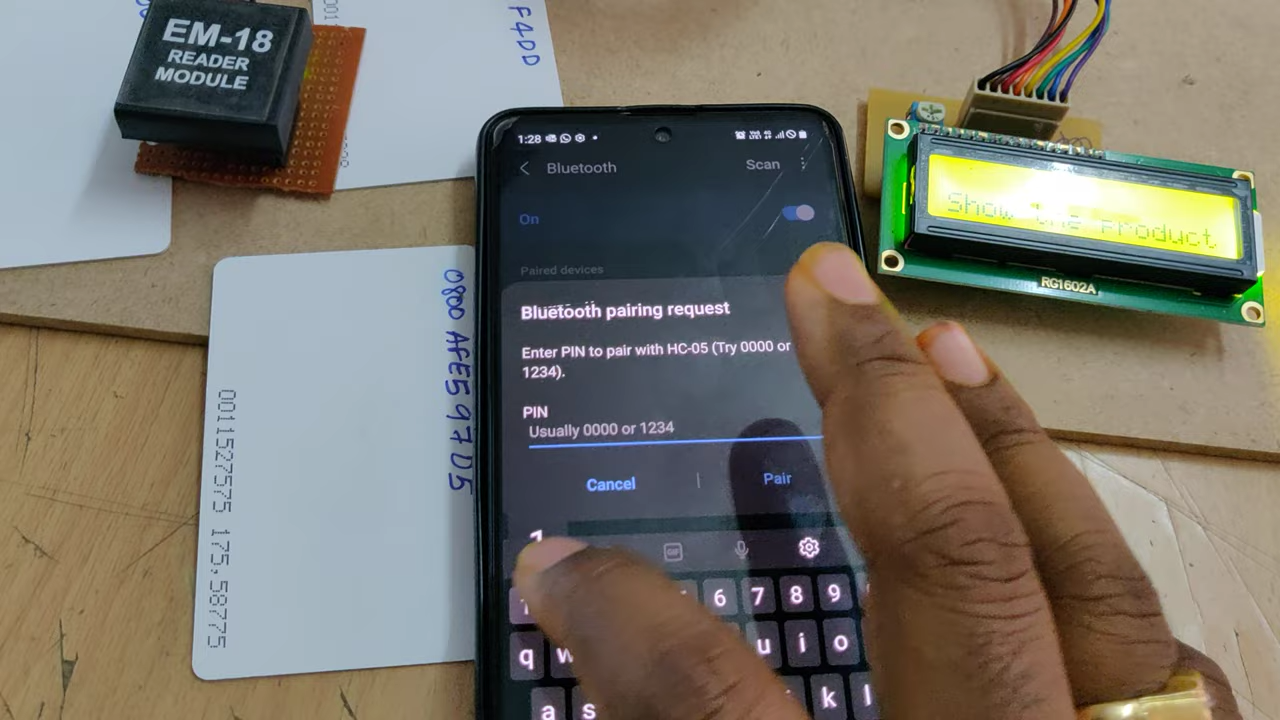 EM-18
READER
MODULE
F4DD
1:28
Bluetooth
Scan
On
Paired devices
Bluetooth pairing request
Enter PIN to pair with HC-05 (Try 0000 or
1234).
PIN
Usually 0000 or 1234
Cancel
Pair
1
GIF
6 7 8 9
q w u i o
a s k l
Show the product
RG1602A
0800 AFE597D5
0011527575 175,58775